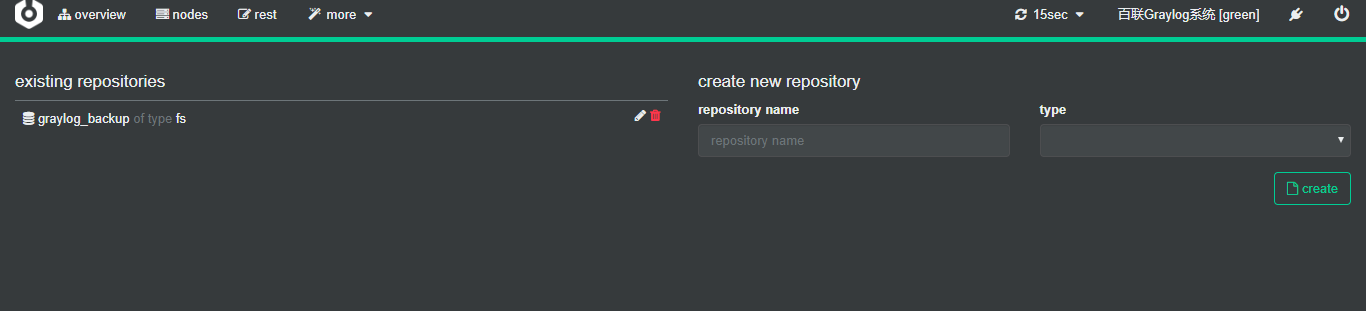 overview nodes rest more 15sec 百联Graylog系统 [green]
existing repositories
graylog_backup of type fs
create new repository
repository name type
repository name
create